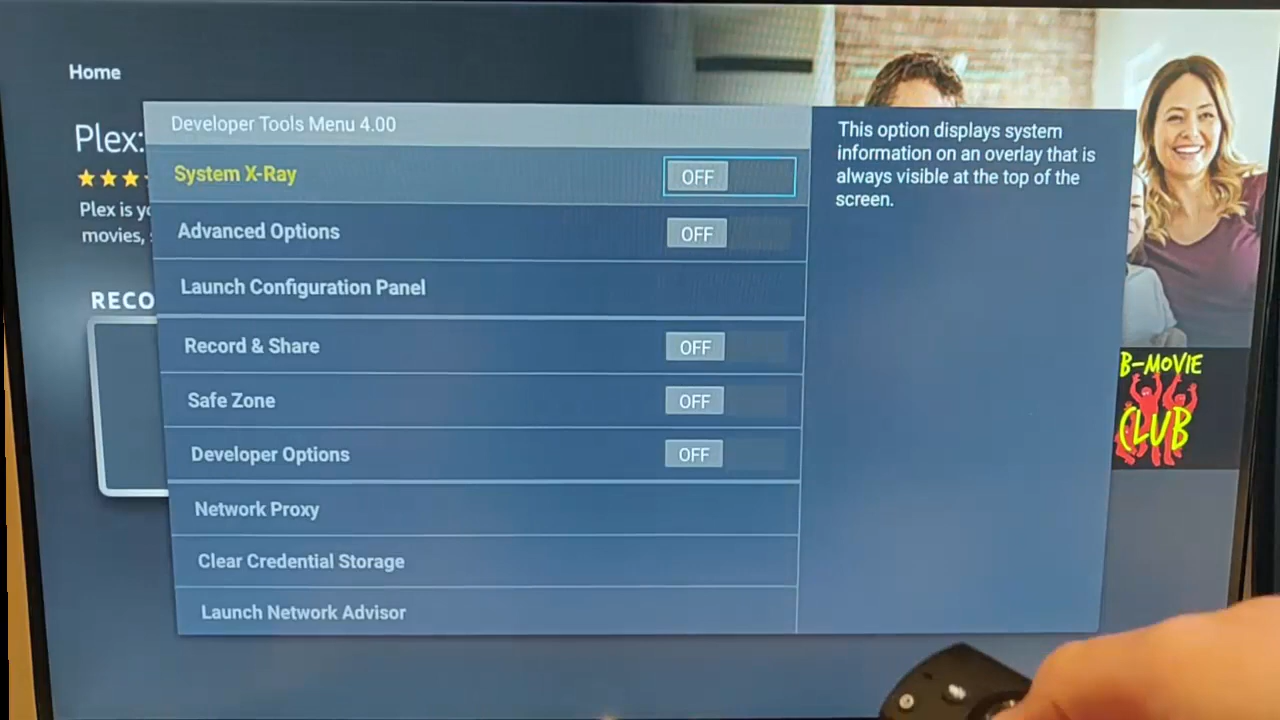 Home
Plex:
Plex is yo
movies,
RECO
Developer Tools Menu 4.00
System X-Ray
OFF
Advanced Options
OFF
Launch Configuration Panel
Record & Share
OFF
Safe Zone
OFF
Developer Options
OFF
Network Proxy
Clear Credential Storage
Launch Network Advisor
This option displays system
information on an overlay that is
always visible at the top of the
screen.
B-MOVIE
CLUB